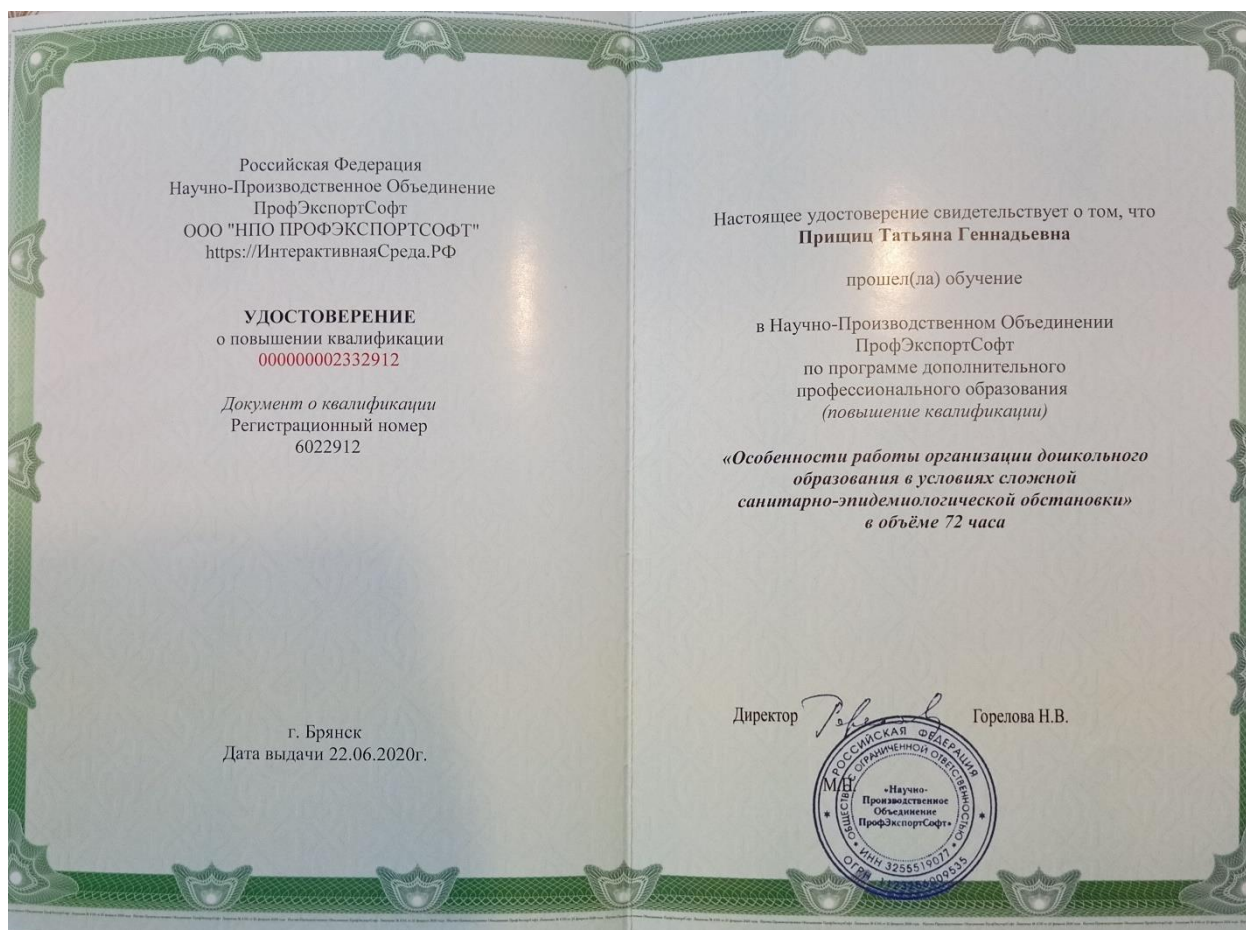 Российская Федерация
Научно-Производственное Объединение
ПрофЭкспортСофт
ООО "НПО ПРОФЭКСПОРТСОФТ"
https://ИнтерактивнаяСреда.РФ
УДОСТОВЕРЕНИЕ
о повышении квалификации
000000002332912
Документ о квалификации
Регистрационный номер
6022912
г. Брянск
Дата выдачи 22.06.2020г.
Настоящее удостоверение свидетельствует о том, что
Прищиц Татьяна Геннадьевна
прошел(ла) обучение
в Научно-Производственном Объединении
ПрофЭкспортСофт
по программе дополнительного
профессионального образования
(повышение квалификации)
«Особенности работы организации дошкольного
образования в условиях сложной
санитарно-эпидемиологической обстановки»
в объёме 72 часа
Директор Горелова Н.В.
М.П.
РОССИЙСКАЯ ФЕДЕРАЦИЯ
ОБЩЕСТВО С ОГРАНИЧЕННОЙ ОТВЕТСТВЕННОСТЬЮ
«Научно-
Производственное
Объединение
ПрофЭкспортСофт»
ИНН 3255519077
ОГРН 1123256009535